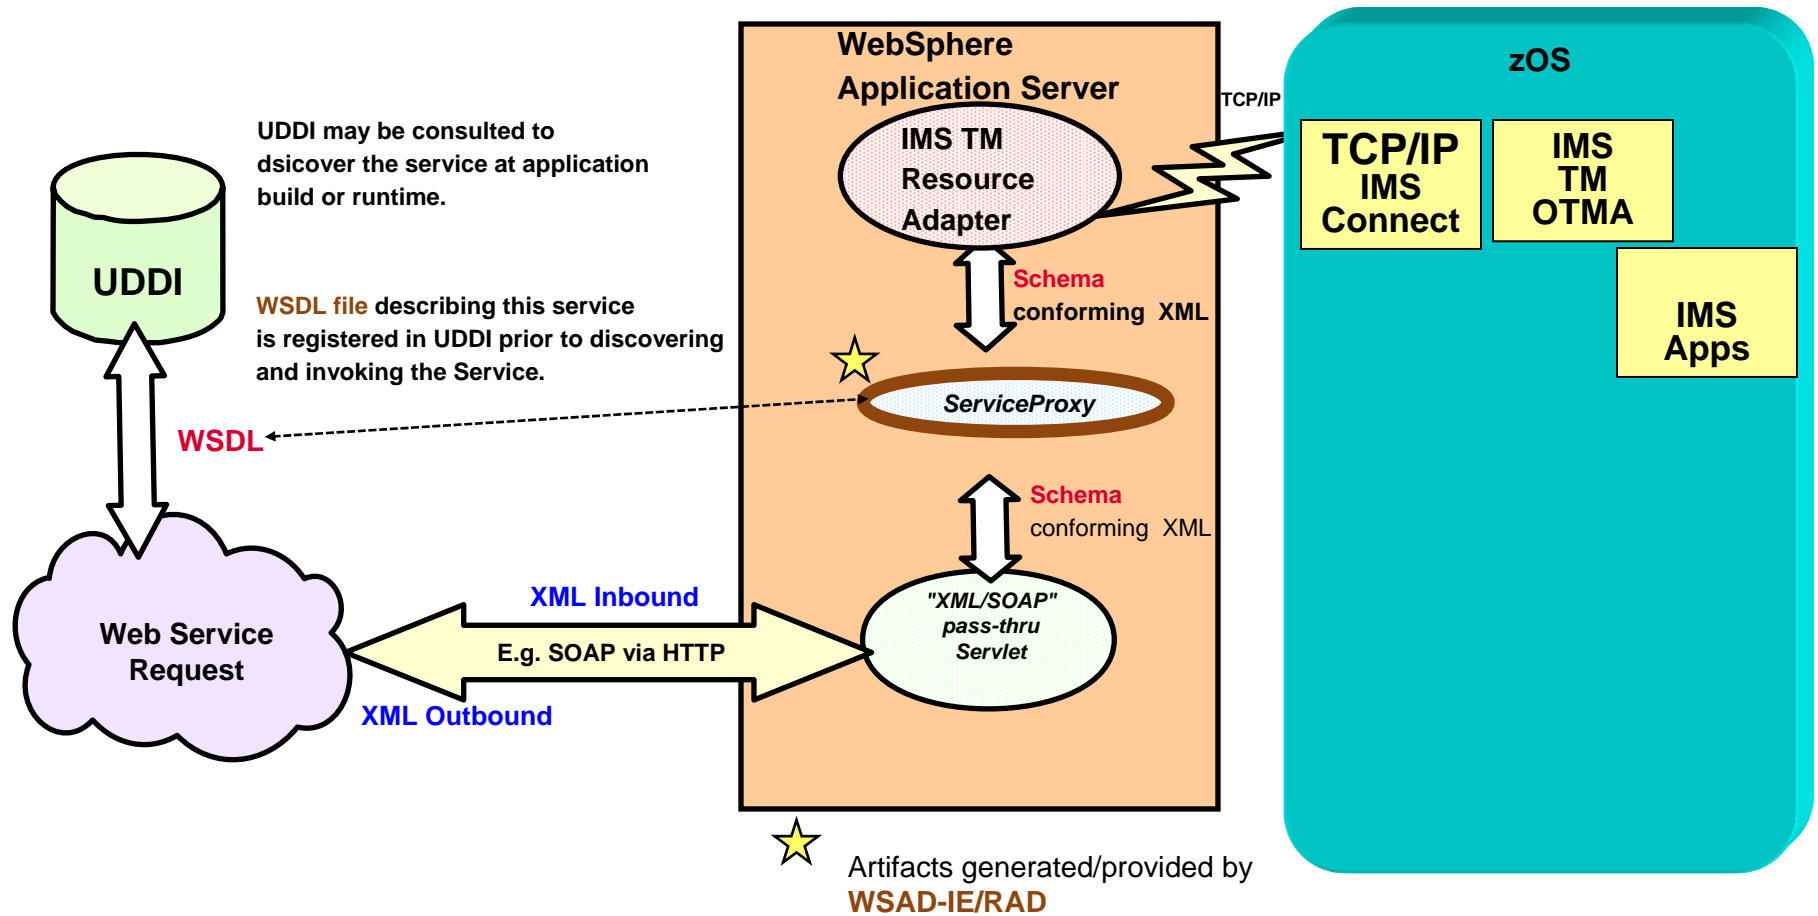 WebSphere
Application Server
IMS TM
Resource
Adapter
TCP/IP
zOS
TCP/IP
IMS
Connect
IMS
TM
OTMA
IMS
Apps
UDDI may be consulted to
dsicover the service at application
build or runtime.
UDDI
WSDL file describing this service
is registered in UDDI prior to discovering
and invoking the Service.
Schema
conforming XML
ServiceProxy
WSDL
Schema
conforming XML
XML Inbound
"XML/SOAP"
pass-thru
Servlet
Web Service
Request
E.g. SOAP via HTTP
XML Outbound
Artifacts generated/provided by
WSAD-IE/RAD